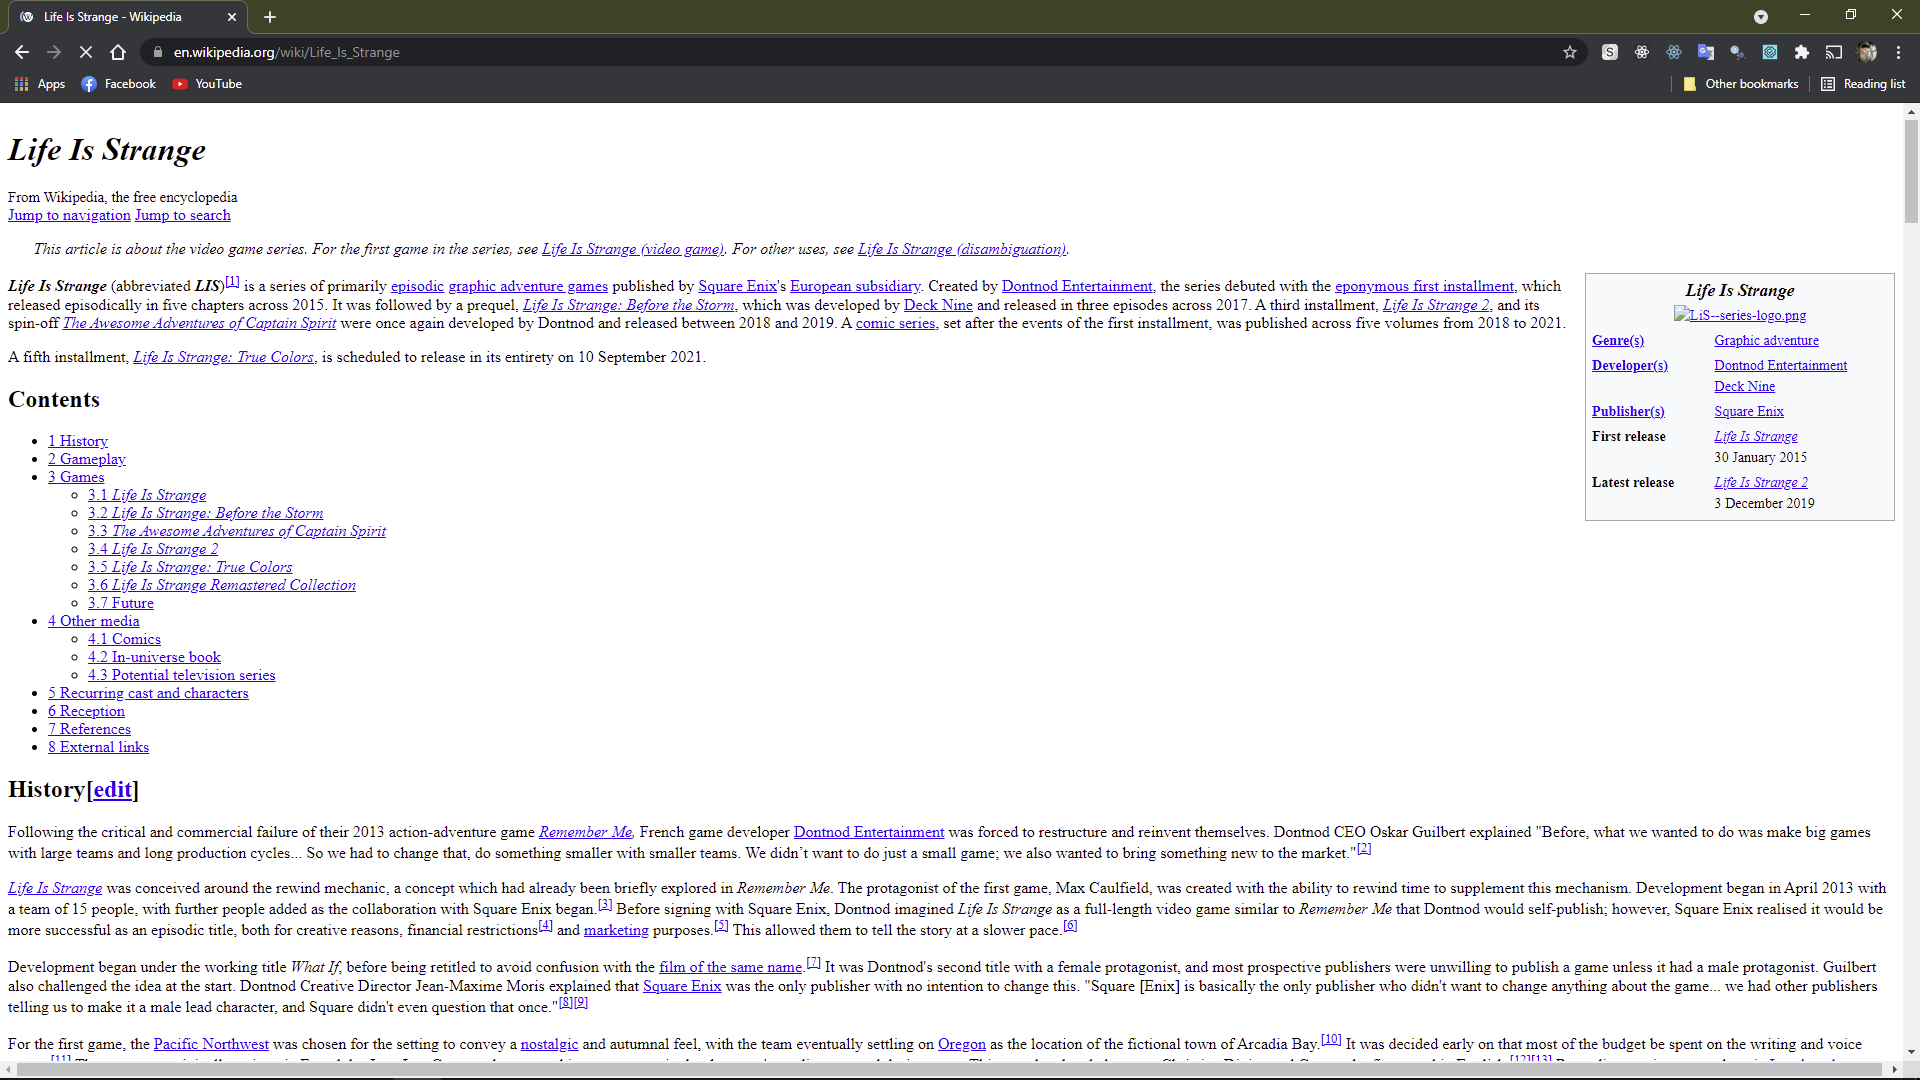 Life Is Strange - Wikipedia
en.wikipedia.org/wiki/Life_Is_Strange
Apps Facebook YouTube Other bookmarks Reading list
Life Is Strange
From Wikipedia, the free encyclopedia
Jump to navigation Jump to search
This article is about the video game series. For the first game in the series, see Life Is Strange (video game). For other uses, see Life Is Strange (disambiguation).
Life Is Strange (abbreviated LIS)[1] is a series of primarily episodic graphic adventure games published by Square Enix's European subsidiary. Created by Dontnod Entertainment, the series debuted with the eponymous first installment, which
released episodically in five chapters across 2015. It was followed by a prequel, Life Is Strange: Before the Storm, which was developed by Deck Nine and released in three episodes across 2017. A third installment, Life Is Strange 2, and its
spin-off The Awesome Adventures of Captain Spirit were once again developed by Dontnod and released between 2018 and 2019. A comic series, set after the events of the first installment, was published across five volumes from 2018 to 2021.
A fifth installment, Life Is Strange: True Colors, is scheduled to release in its entirety on 10 September 2021.
Life Is Strange
LiS--series-logo.png
Genre(s) Graphic adventure
Developer(s) Dontnod Entertainment
Deck Nine
Publisher(s) Square Enix
First release Life Is Strange
30 January 2015
Latest release Life Is Strange 2
3 December 2019
Contents
1 History
2 Gameplay
3 Games
3.1 Life Is Strange
3.2 Life Is Strange: Before the Storm
3.3 The Awesome Adventures of Captain Spirit
3.4 Life Is Strange 2
3.5 Life Is Strange: True Colors
3.6 Life Is Strange Remastered Collection
3.7 Future
4 Other media
4.1 Comics
4.2 In-universe book
4.3 Potential television series
5 Recurring cast and characters
6 Reception
7 References
8 External links
History[edit]
Following the critical and commercial failure of their 2013 action-adventure game Remember Me, French game developer Dontnod Entertainment was forced to restructure and reinvent themselves. Dontnod CEO Oskar Guilbert explained "Before, what we wanted to do was make big games
with large teams and long production cycles... So we had to change that, do something smaller with smaller teams. We didn’t want to do just a small game; we also wanted to bring something new to the market."[2]
Life Is Strange was conceived around the rewind mechanic, a concept which had already been briefly explored in Remember Me. The protagonist of the first game, Max Caulfield, was created with the ability to rewind time to supplement this mechanism. Development began in April 2013 with
a team of 15 people, with further people added as the collaboration with Square Enix began.[3] Before signing with Square Enix, Dontnod imagined Life Is Strange as a full-length video game similar to Remember Me that Dontnod would self-publish; however, Square Enix realised it would be
more successful as an episodic title, both for creative reasons, financial restrictions[4] and marketing purposes.[5] This allowed them to tell the story at a slower pace.[6]
Development began under the working title What If, before being retitled to avoid confusion with the film of the same name.[7] It was Dontnod's second title with a female protagonist, and most prospective publishers were unwilling to publish a game unless it had a male protagonist. Guilbert
also challenged the idea at the start. Dontnod Creative Director Jean-Maxime Moris explained that Square Enix was the only publisher with no intention to change this. "Square [Enix] is basically the only publisher who didn't want to change anything about the game... we had other publishers
telling us to make it a male lead character, and Square didn't even question that once."[8][9]
For the first game, the Pacific Northwest was chosen for the setting to convey a nostalgic and autumnal feel, with the team eventually settling on Oregon as the location of the fictional town of Arcadia Bay.[10] It was decided early on that most of the budget be spent on the writing and voice